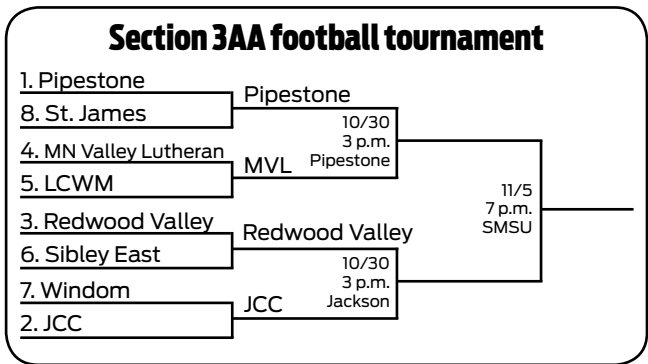 Section 3AA football tournament
1. Pipestone
8. St. James
Pipestone
4. MN Valley Lutheran
5. LCWM
MVL
10/30
3 p.m.
Pipestone
3. Redwood Valley
6. Sibley East
Redwood Valley
7. Windom
2. JCC
JCC
10/30
3 p.m.
Jackson
11/5
7 p.m.
SMSU